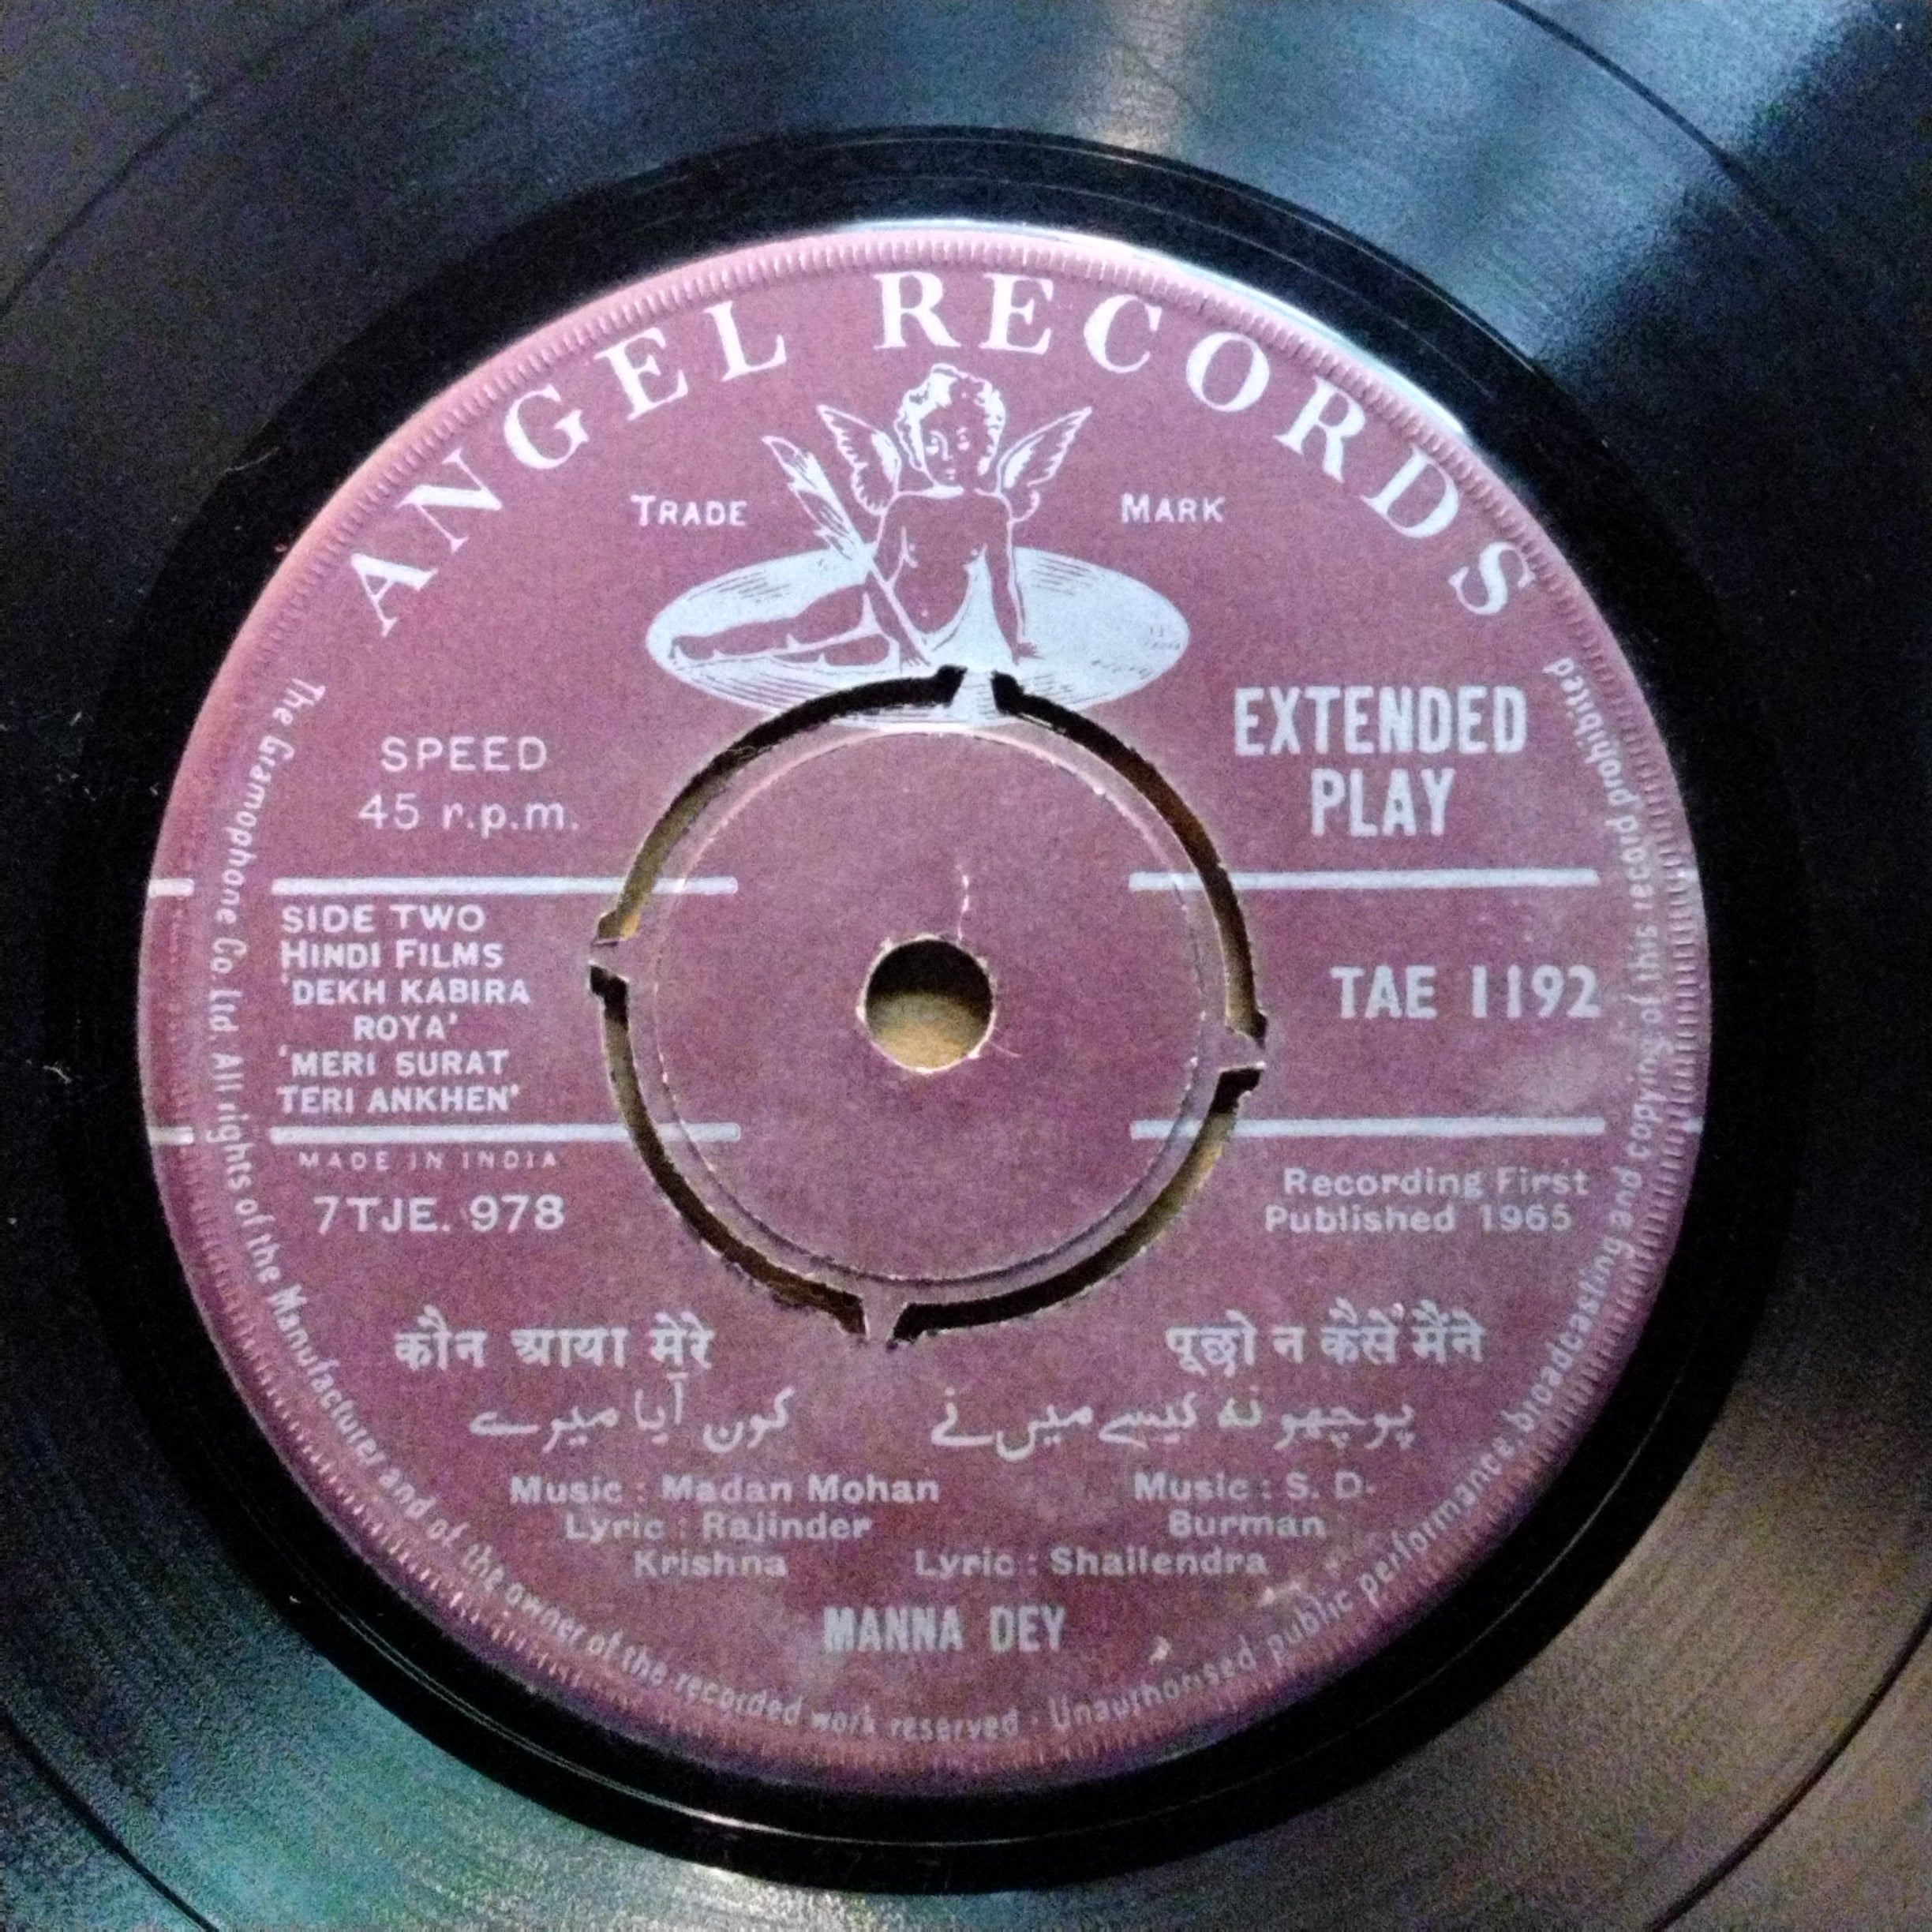 ANGEL RECORDS
TRADE MARK
SPEED
45 r.p.m.
EXTENDED
PLAY
SIDE TWO
HINDI FILMS
'DEKH KABIRA
ROYA'
'MERI SURAT
TERI ANKHEN'
TAE 1192
MADE IN INDIA
7TJE. 978
Recording First
Published 1965
कौन आया मेरे
पूछो न कैसे मैंने
کون آیا میرے
پوچھو نہ کیسے میں نے
Music : Madan Mohan
Lyric : Rajinder
Krishna
Music : S. D.
Burman
Lyric : Shailendra
MANNA DEY
The Gramophone Co. Ltd. All rights of the Manufacturer and of the owner of the recorded work reserved · Unauthorised public performance, broadcasting and copying of this record prohibited